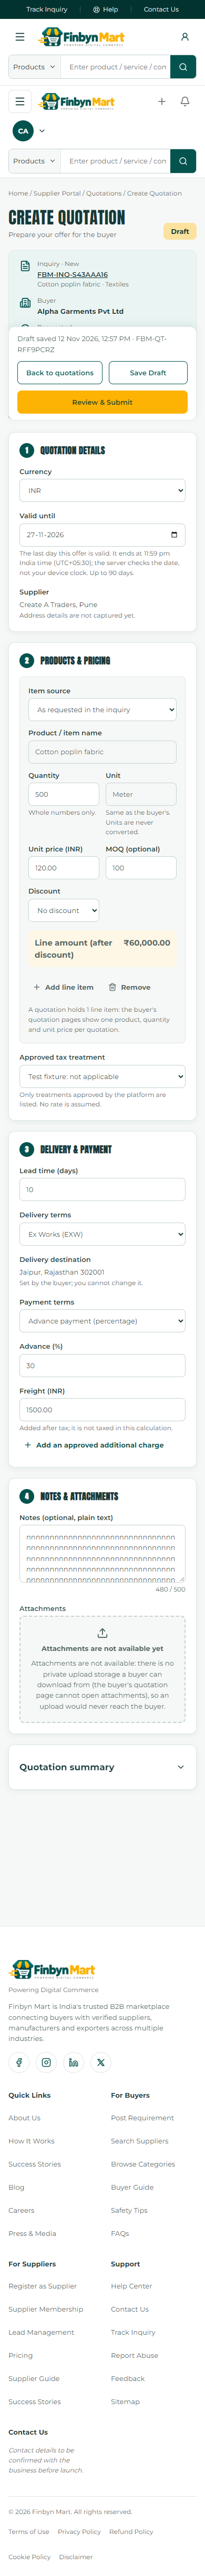 Track Inquiry
Help
Contact Us
Finbyn Mart
POWERING DIGITAL COMMERCE
Products
Enter product / service / con
Finbyn Mart
POWERING DIGITAL COMMERCE
CA
Products
Enter product / service / con
Home / Supplier Portal / Quotations / Create Quotation
CREATE QUOTATION
Prepare your offer for the buyer
Draft
Inquiry · New
FBM-INQ-S43AAA16
Cotton poplin fabric · Textiles
Buyer
Alpha Garments Pvt Ltd
Draft saved 12 Nov 2026, 12:57 PM · FBM-QT-
RFF9PCRZ
Back to quotations
Save Draft
Review & Submit
1 QUOTATION DETAILS
Currency
INR
Valid until
27-11-2026
The last day this offer is valid. It ends at 11:59 pm
India time (UTC+05:30); the server checks the date,
not your device clock. Up to 90 days.
Supplier
Create A Traders, Pune
Address details are not captured yet.
2 PRODUCTS & PRICING
Item source
As requested in the inquiry
Product / item name
Cotton poplin fabric
Quantity
Unit
500
Meter
Whole numbers only.
Same as the buyer's.
Units are never
converted.
Unit price (INR)
MOQ (optional)
120.00
100
Discount
No discount
Line amount (after
discount)
₹60,000.00
Add line item
Remove
A quotation holds 1 line item: the buyer's
quotation pages show one product, quantity
and unit price per quotation.
Approved tax treatment
Test fixture: not applicable
Only treatments approved by the platform are
listed. No rate is assumed.
3 DELIVERY & PAYMENT
Lead time (days)
10
Delivery terms
Ex Works (EXW)
Delivery destination
Jaipur, Rajasthan 302001
Set by the buyer; you cannot change it.
Payment terms
Advance payment (percentage)
Advance (%)
30
Freight (INR)
1500.00
Added after tax; it is not taxed in this calculation.
Add an approved additional charge
4 NOTES & ATTACHMENTS
Notes (optional, plain text)
480 / 500
Attachments
Attachments are not available yet
Attachments are not available: there is no
private upload storage a buyer can
download from (the buyer's quotation
page cannot open attachments), so an
upload would never reach the buyer.
Quotation summary
Finbyn Mart
POWERING DIGITAL COMMERCE
Powering Digital Commerce
Finbyn Mart is India's trusted B2B marketplace
connecting buyers with verified suppliers,
manufacturers and exporters across multiple
industries.
Quick Links
For Buyers
About Us
Post Requirement
How It Works
Search Suppliers
Success Stories
Browse Categories
Blog
Buyer Guide
Careers
Safety Tips
Press & Media
FAQs
For Suppliers
Support
Register as Supplier
Help Center
Supplier Membership
Contact Us
Lead Management
Track Inquiry
Pricing
Report Abuse
Supplier Guide
Feedback
Success Stories
Sitemap
Contact Us
Contact details to be
confirmed with the
business before launch.
© 2026 Finbyn Mart. All rights reserved.
Terms of Use
Privacy Policy
Refund Policy
Cookie Policy
Disclaimer